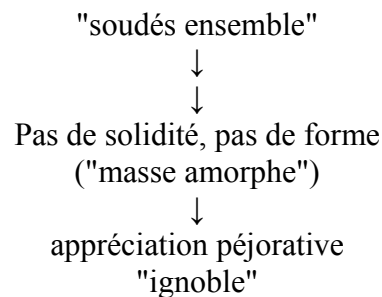 "soudés ensemble"
↓
↓
Pas de solidité, pas de forme
("masse amorphe")
↓
appréciation péjorative
"ignoble"